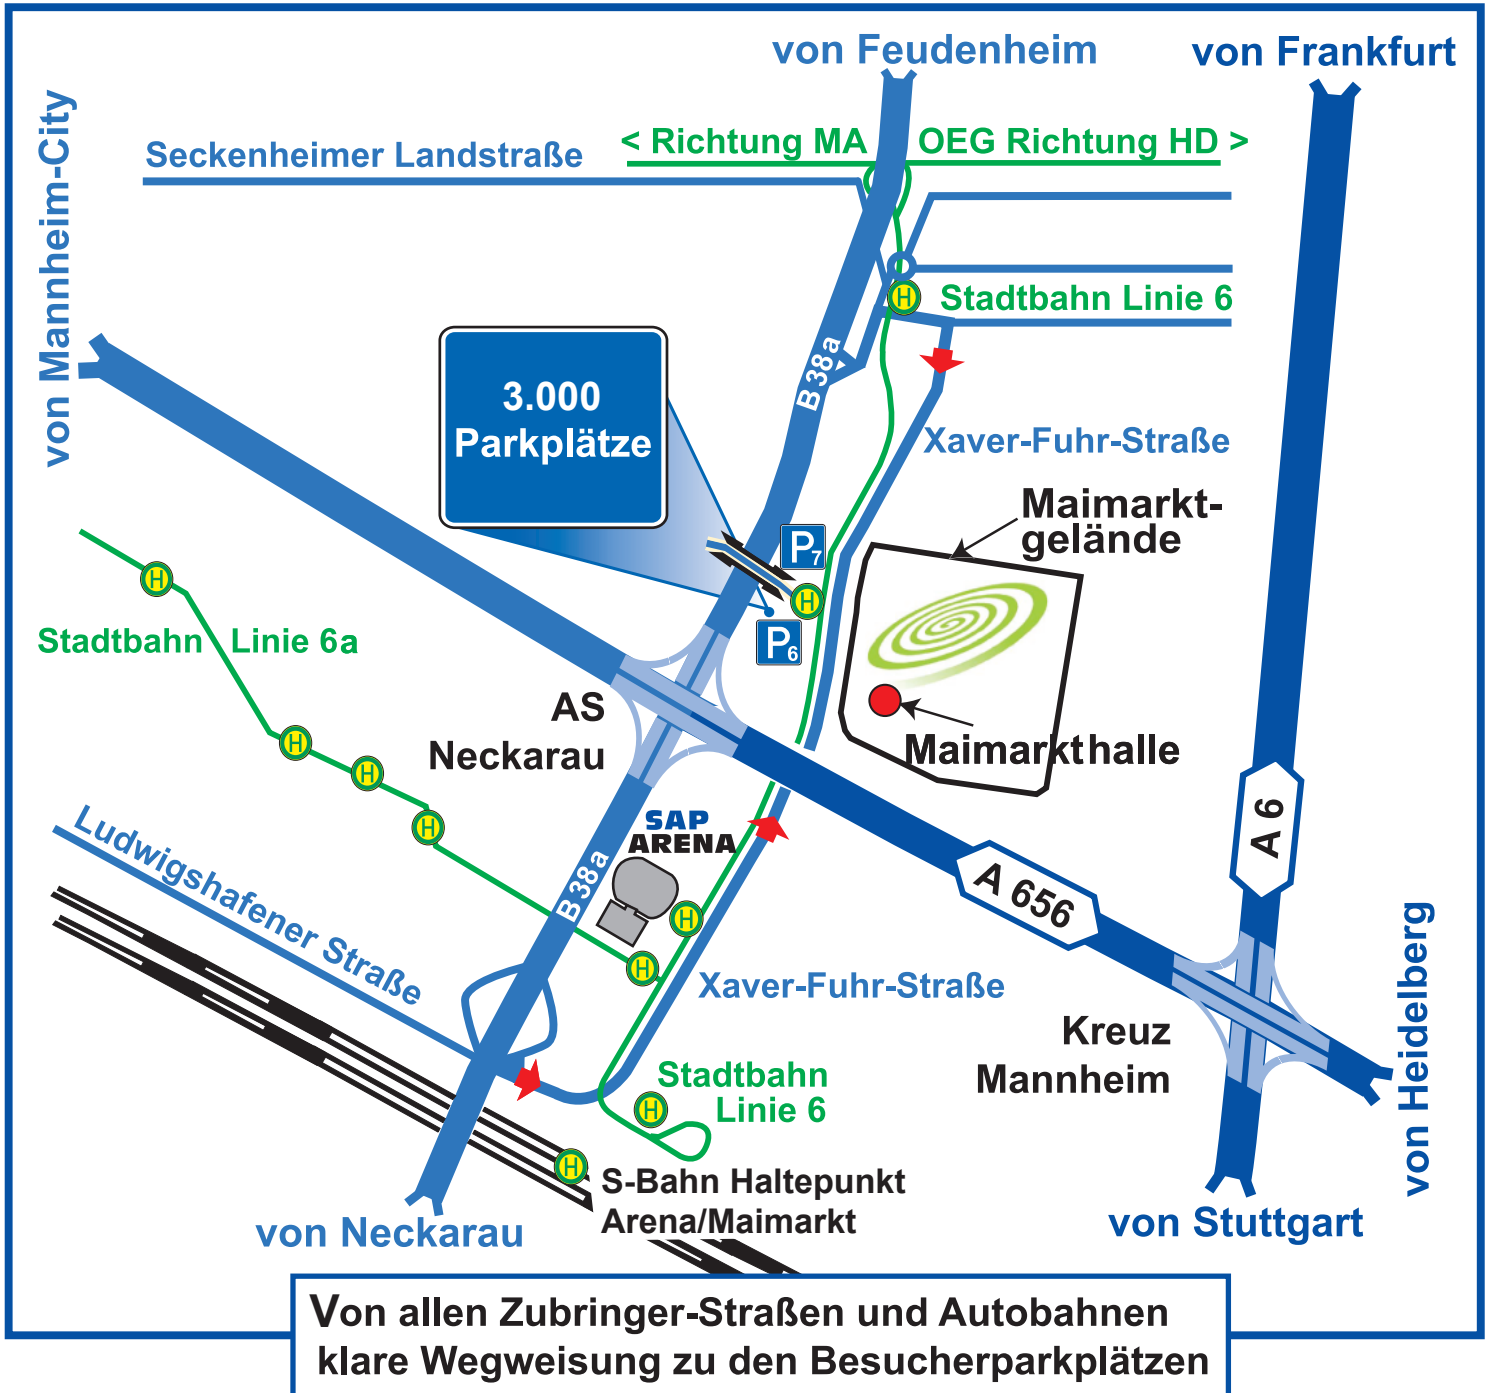 von Feudenheim
von Frankfurt
von Mannheim-City
Seckenheimer Landstraße
< Richtung MA
OEG Richtung HD >
H
Stadtbahn Linie 6
3.000
Parkplätze
B 38a
Xaver-Fuhr-Straße
Maimarkt-
gelände
P7
H
P6
H
Stadtbahn Linie 6a
AS
Neckarau
Maimarkthalle
H
H
H
SAP
ARENA
A 6
Ludwigshafener Straße
B 38a
A 656
H
H
Xaver-Fuhr-Straße
Kreuz
Mannheim
von Heidelberg
Stadtbahn
Linie 6
H
H
S-Bahn Haltepunkt
Arena/Maimarkt
von Neckarau
von Stuttgart
Von allen Zubringer-Straßen und Autobahnen
klare Wegweisung zu den Besucherparkplätzen